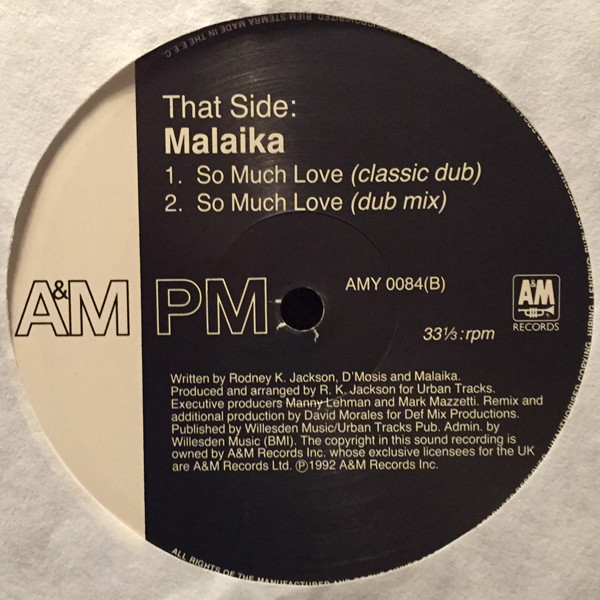 BIEM STEMRA MADE IN THE E.E.C.
That Side:
Malaika
1. So Much Love (classic dub)
2. So Much Love (dub mix)
A&M PM
AMY 0084(B)
A&M
RECORDS
33⅓:rpm
Written by Rodney K. Jackson, D'Mosis and Malaika.
Produced and arranged by R. K. Jackson for Urban Tracks.
Executive producers Manny Lehman and Mark Mazzetti. Remix and
additional production by David Morales for Def Mix Productions.
Published by Willesden Music/Urban Tracks Pub. Admin. by
Willesden Music (BMI). The copyright in this sound recording is
owned by A&M Records Inc. whose exclusive licensees for the UK
are A&M Records Ltd. Ⓟ1992 A&M Records Inc.
ALL RIGHTS OF THE MANUFACTURER AND